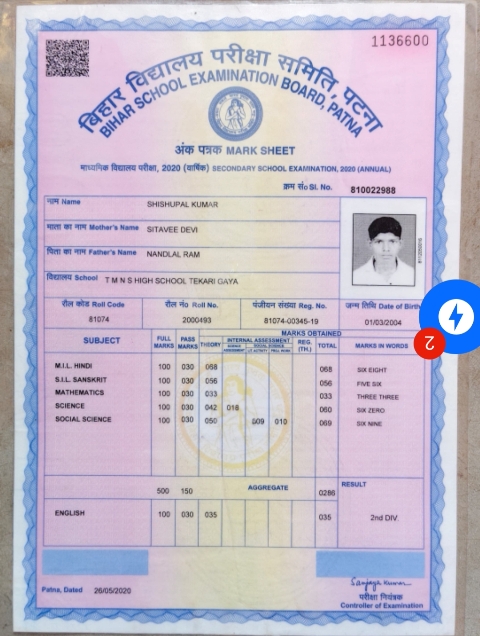 1136600
बिहार विद्यालय परीक्षा समिति, पटना
BIHAR SCHOOL EXAMINATION BOARD, PATNA
अंक पत्रक MARK SHEET
माध्यमिक विद्यालय परीक्षा, 2020 (वार्षिक) SECONDARY SCHOOL EXAMINATION, 2020 (ANNUAL)
क्रम सं० Sl. No. 810022988
नाम Name SHISHUPAL KUMAR
माता का नाम Mother's Name SITAVEE DEVI
पिता का नाम Father's Name NANDLAL RAM
विद्यालय School T M N S HIGH SCHOOL TEKARI GAYA
रौल कोड Roll Code रौल नं० Roll No. पंजीयन संख्या Reg. No. जन्म तिथि Date of Birth
81074 2000493 81074-00345-19 01/03/2004
2
SUBJECT FULL MARKS PASS MARKS THEORY MARKS OBTAINED INTERNAL ASSESSMENT REG. (TH.) TOTAL MARKS IN WORDS
M.I.L. HINDI 100 030 068 068 SIX EIGHT
S.I.L. SANSKRIT 100 030 056 056 FIVE SIX
MATHEMATICS 100 030 033 033 THREE THREE
SCIENCE 100 030 042 018 060 SIX ZERO
SOCIAL SCIENCE 100 030 050 009 010 069 SIX NINE
500 150 AGGREGATE 0286 RESULT
ENGLISH 100 030 035 035 2nd DIV.
Patna, Dated 26/05/2020
Sanjay Kumar
परीक्षा नियंत्रक
Controller of Examination